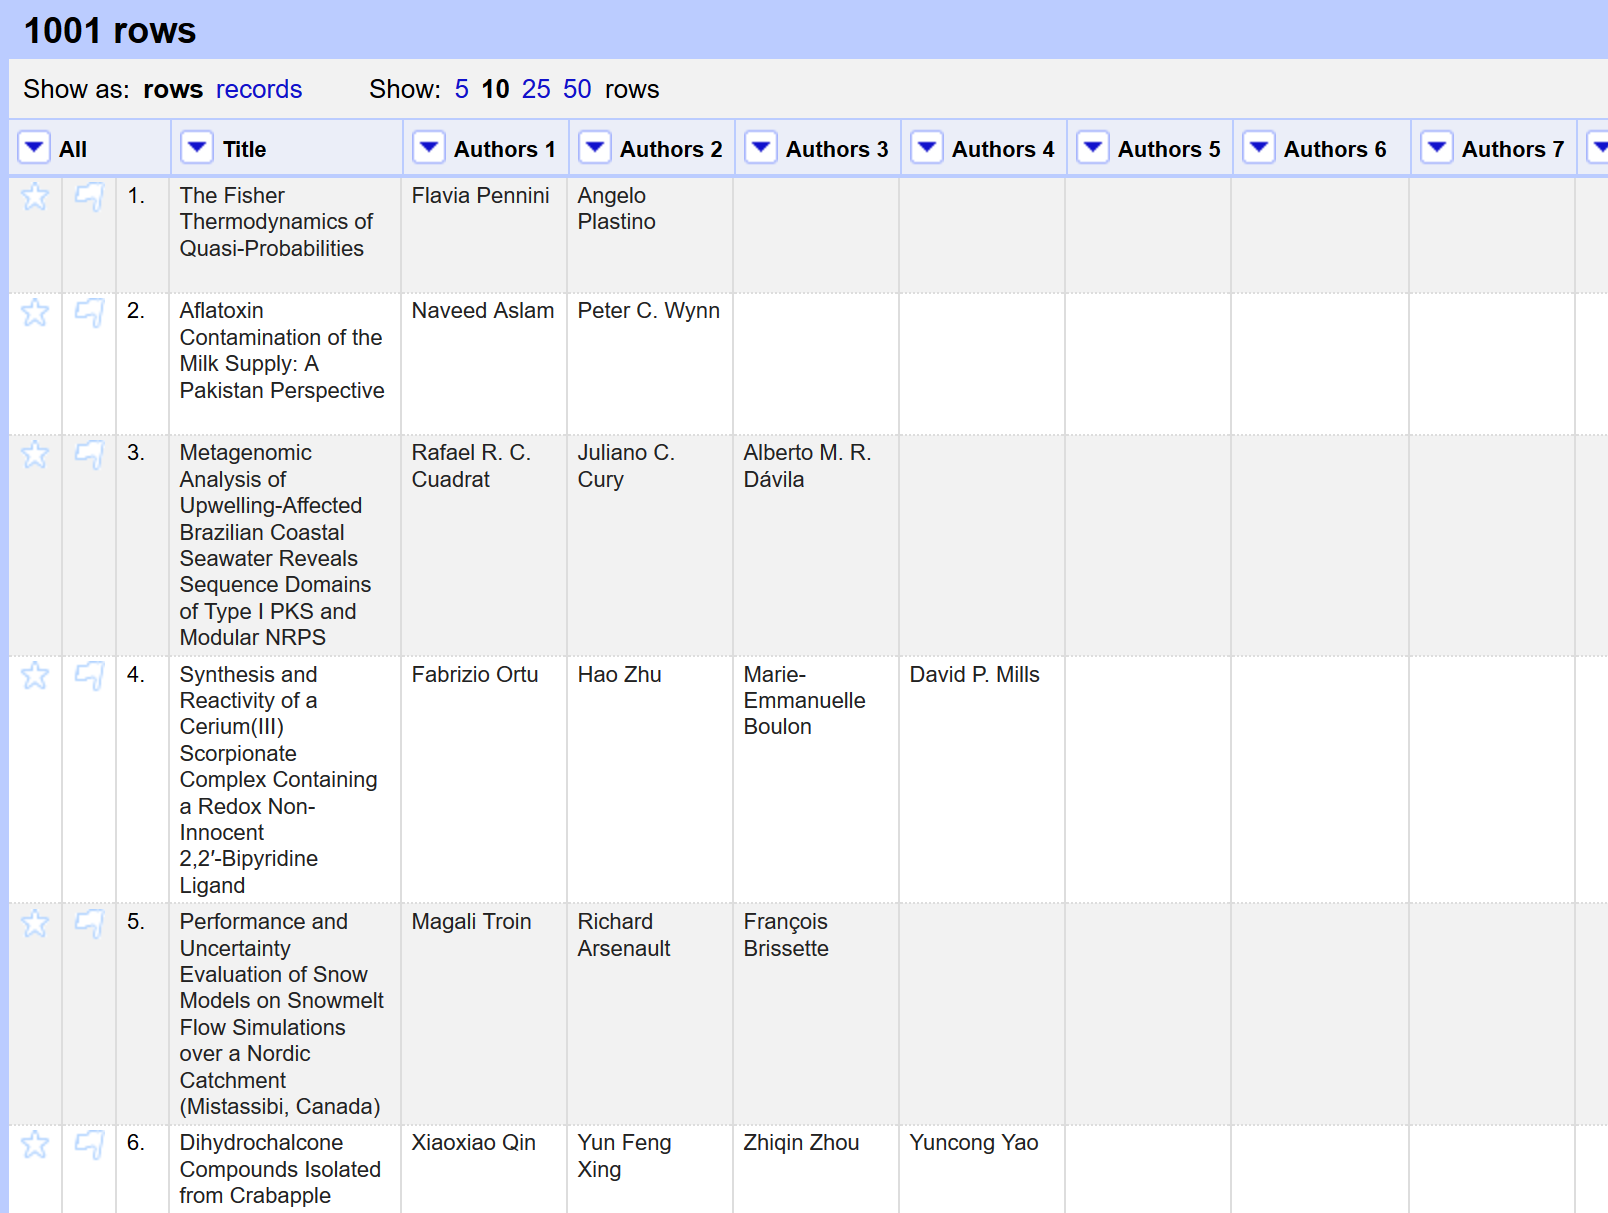 1001 rows
Show as: rows records Show: 5 10 25 50 rows
All Title Authors 1 Authors 2 Authors 3 Authors 4 Authors 5 Authors 6 Authors 7
1. The Fisher Flavia Pennini Angelo
Thermodynamics of Plastino
Quasi-Probabilities
2. Aflatoxin Naveed Aslam Peter C. Wynn
Contamination of the
Milk Supply: A
Pakistan Perspective
3. Metagenomic Rafael R. C. Juliano C. Alberto M. R.
Analysis of Cuadrat Cury Dávila
Upwelling-Affected
Brazilian Coastal
Seawater Reveals
Sequence Domains
of Type I PKS and
Modular NRPS
4. Synthesis and Fabrizio Ortu Hao Zhu Marie- David P. Mills
Reactivity of a Emmanuelle
Cerium(III) Boulon
Scorpionate
Complex Containing
a Redox Non-
Innocent
2,2′-Bipyridine
Ligand
5. Performance and Magali Troin Richard François
Uncertainty Arsenault Brissette
Evaluation of Snow
Models on Snowmelt
Flow Simulations
over a Nordic
Catchment
(Mistassibi, Canada)
6. Dihydrochalcone Xiaoxiao Qin Yun Feng Zhiqin Zhou Yuncong Yao
Compounds Isolated Xing
from Crabapple